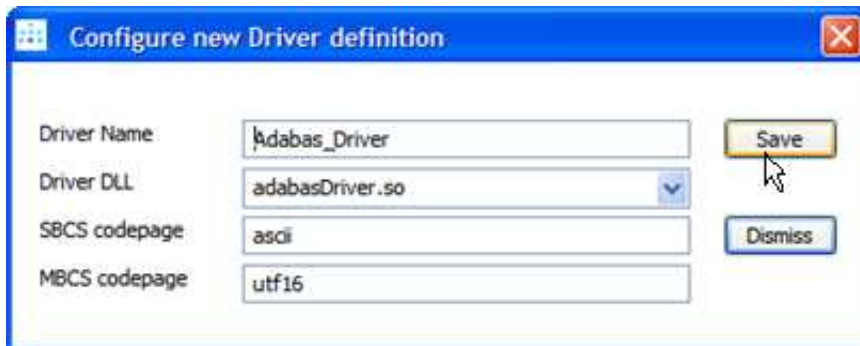 Configure new Driver definition
Driver Name Adabas_Driver Save
Driver DLL adabasDriver.so
SBCS codepage ascii Dismiss
MBCS codepage utf16